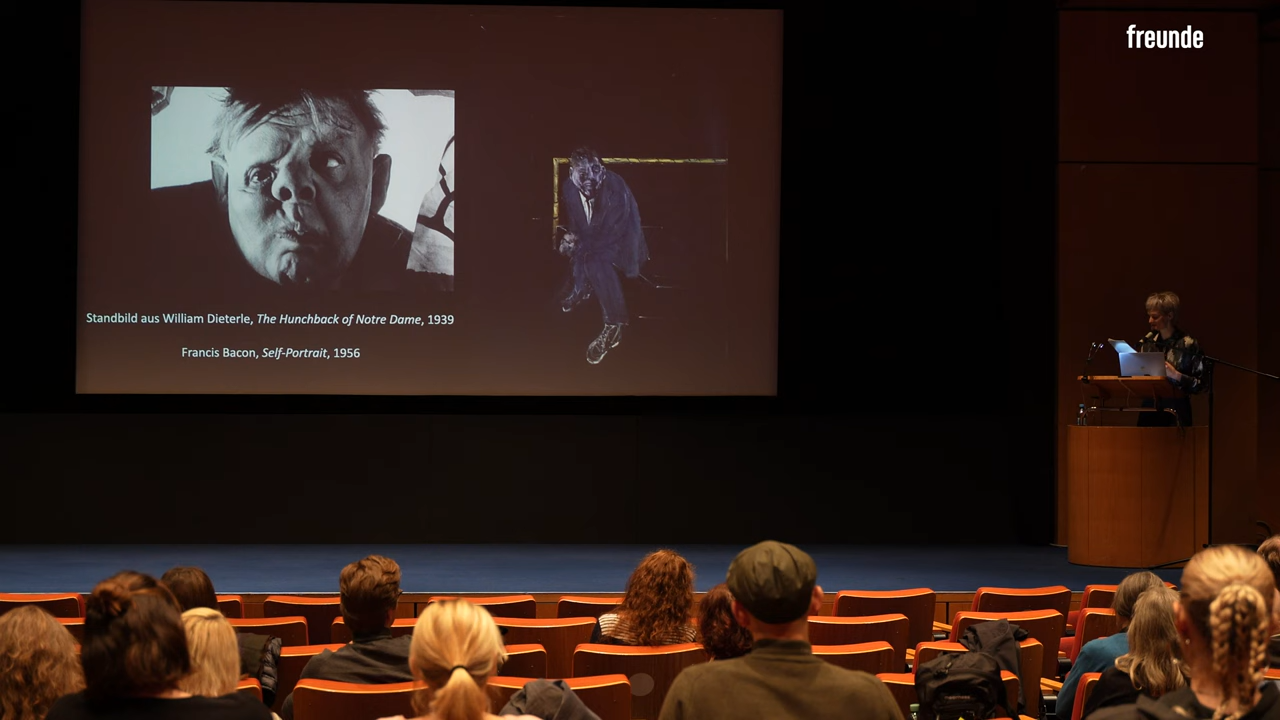 freunde
Standbild aus William Dieterle, The Hunchback of Notre Dame, 1939
Francis Bacon, Self-Portrait, 1956